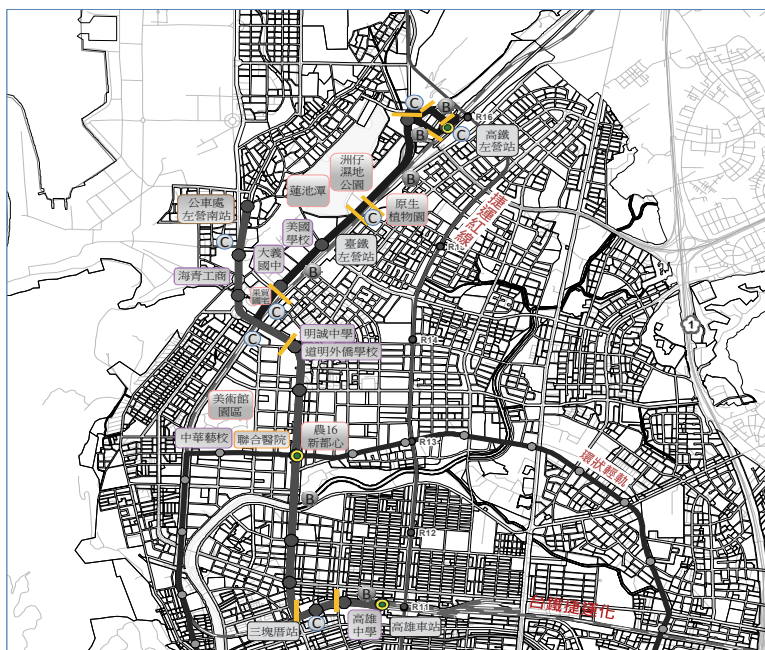 C
B
R16
高鐵
左營站
C
B
洲仔
濕地
公園
蓮池潭
B
原生
植物園
公車處
左營南站
C
捷運紅線
美國
學校
C
大義
國中
臺鐵
左營站
R15
海青工商
B
果貿
國宅
C
1
C
明誠中學
道明外僑學校
R14
美術館
園區
中華藝校
聯合醫院
農16
新都心
R13
環狀輕軌
B
R12
B
R11
台鐵捷運化
三塊厝站
C
高雄
中學
高雄車站